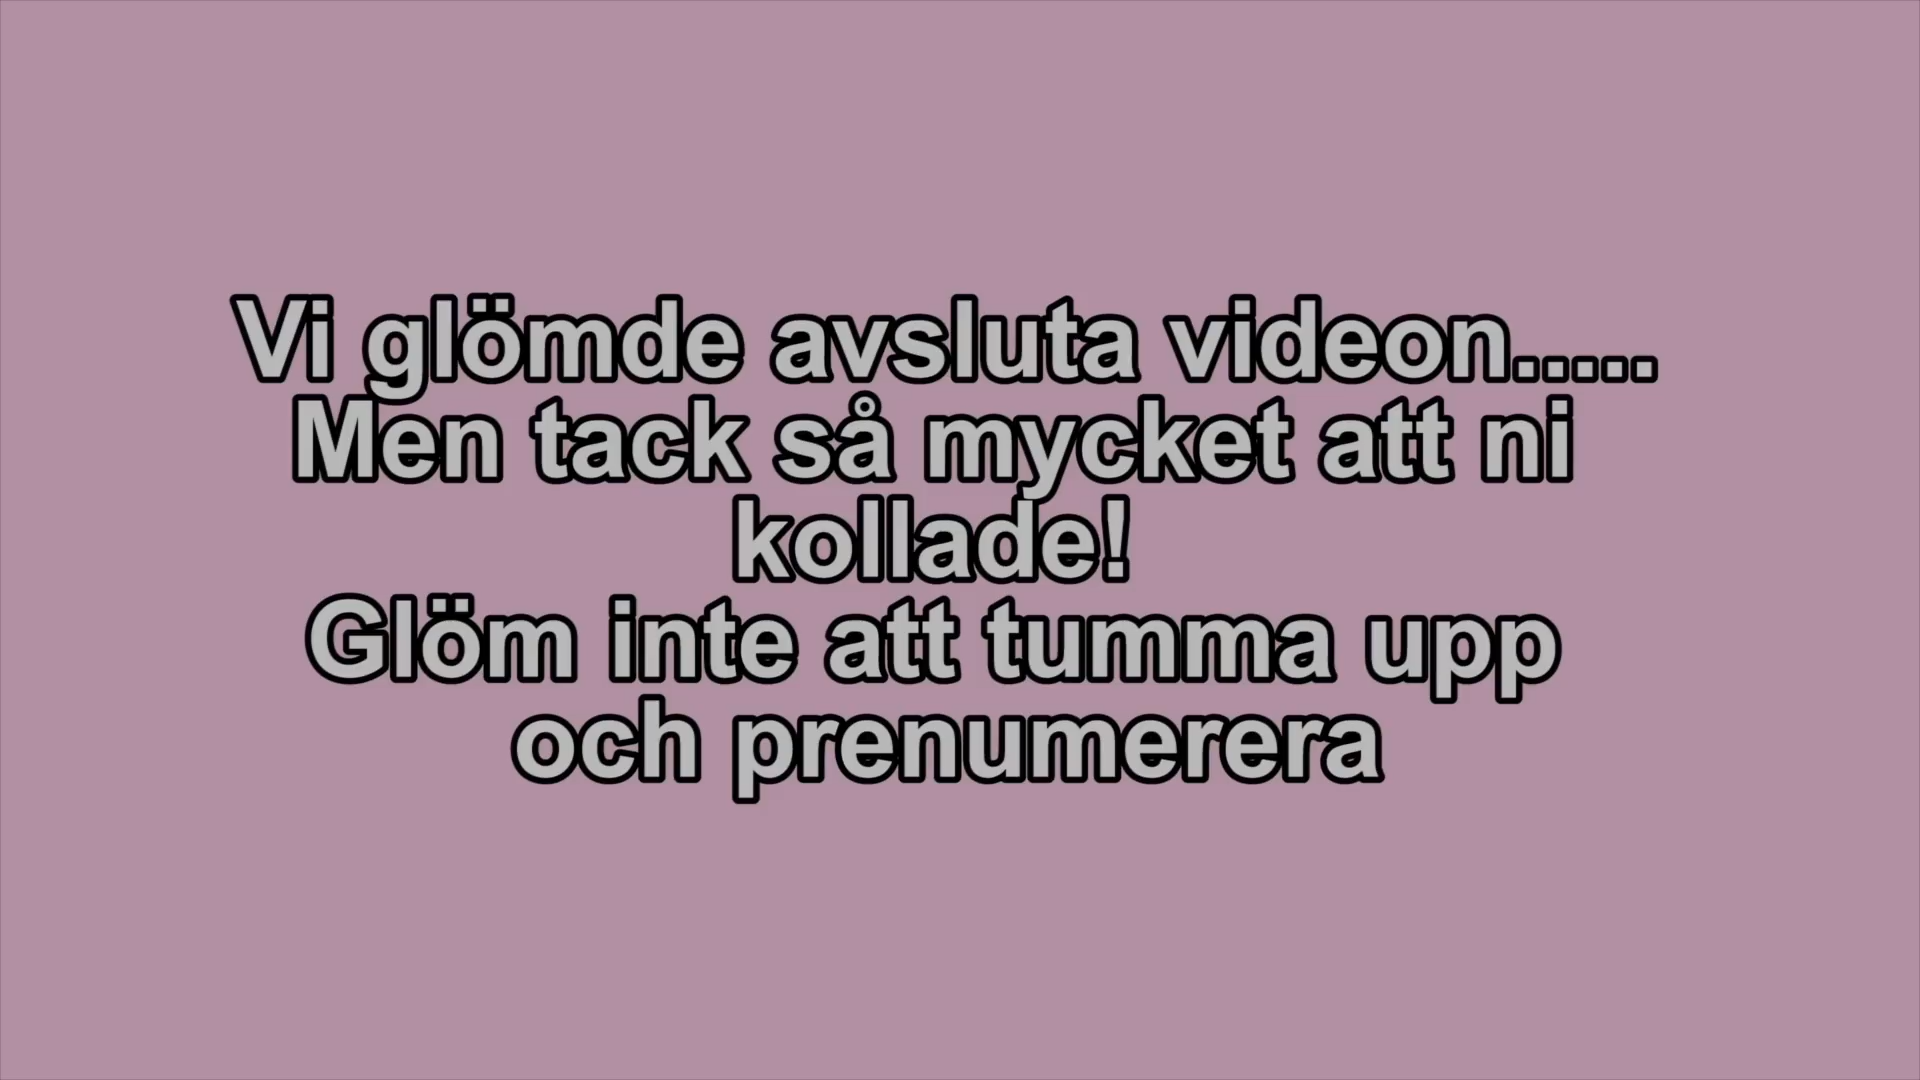 Vi glömde avsluta videon.....
Men tack så mycket att ni
kollade!
Glöm inte att tumma upp
och prenumerera